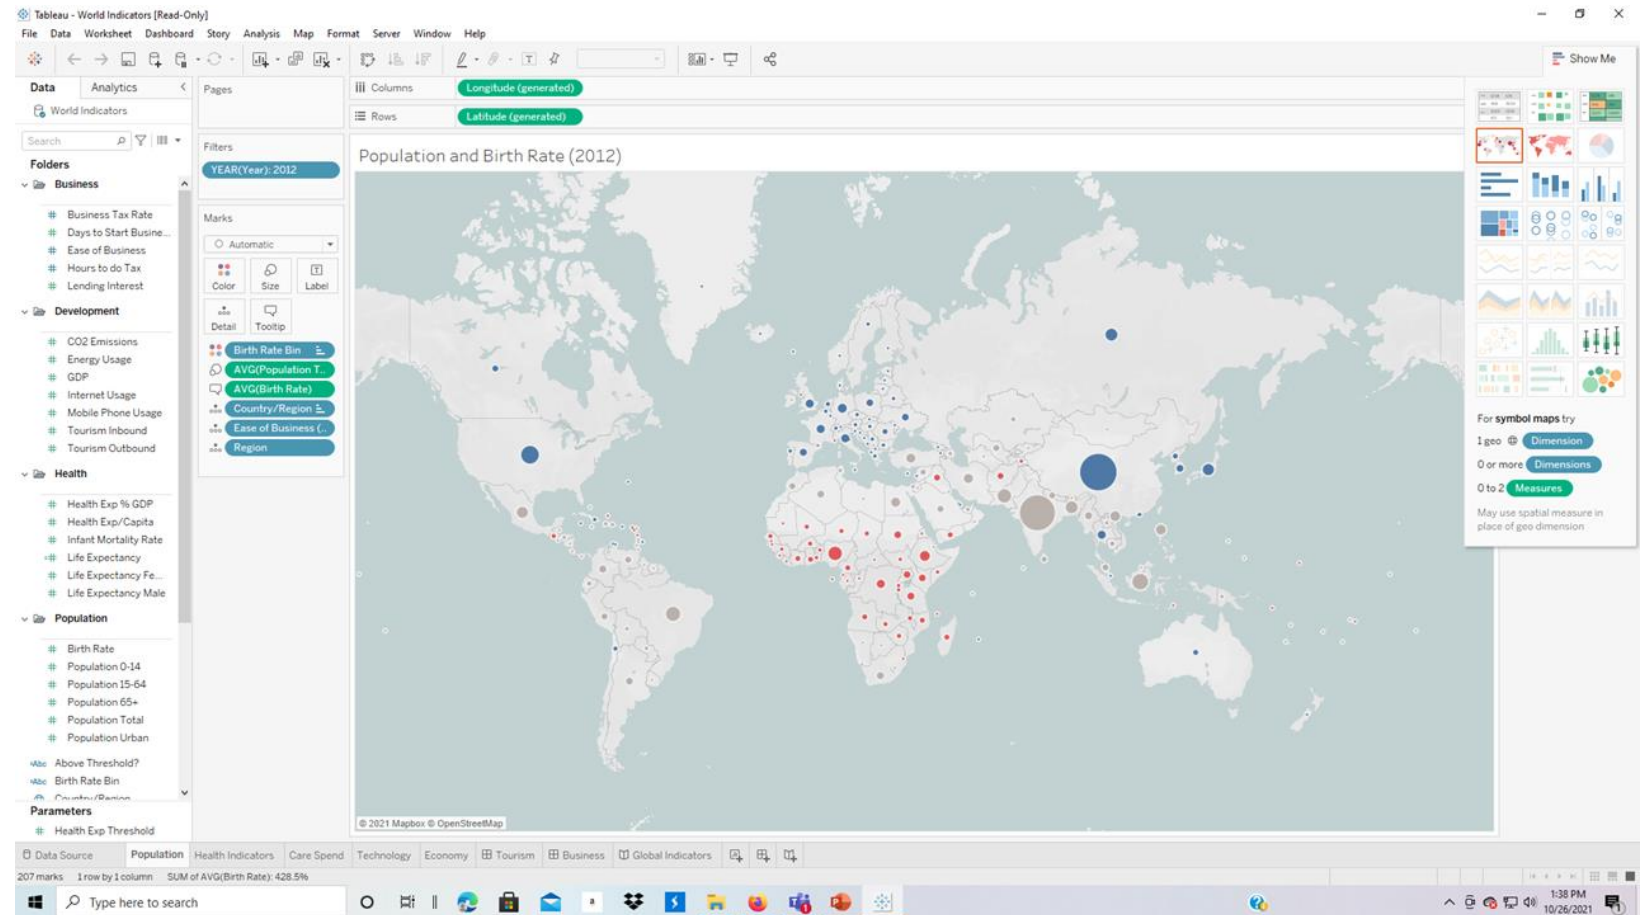 Tableau - World Indicators [Read-Only]
File Data Worksheet Dashboard Story Analysis Map Format Server Window Help
Show Me
Data Analytics
World Indicators
Search
Folders
Business
Business Tax Rate
Days to Start Busine...
Ease of Business
Hours to do Tax
Lending Interest
Development
CO2 Emissions
Energy Usage
GDP
Internet Usage
Mobile Phone Usage
Tourism Inbound
Tourism Outbound
Health
Health Exp % GDP
Health Exp/Capita
Infant Mortality Rate
Life Expectancy
Life Expectancy Fe...
Life Expectancy Male
Population
Birth Rate
Population 0-14
Population 15-64
Population 65+
Population Total
Population Urban
Abc Above Threshold?
Abc Birth Rate Bin
Country/Region
Parameters
Health Exp Threshold
Pages
Filters
YEAR(Year): 2012
Marks
Automatic
Color Size Label
Detail Tooltip
Birth Rate Bin
AVG(Population T..
AVG(Birth Rate)
Country/Region
Ease of Business (..
Region
Columns Longitude (generated)
Rows Latitude (generated)
Population and Birth Rate (2012)
© 2021 Mapbox © OpenStreetMap
For symbol maps try
1 geo Dimension
0 or more Dimensions
0 to 2 Measures
May use spatial measure in
place of geo dimension
Data Source Population Health Indicators Care Spend Technology Economy Tourism Business Global Indicators
207 marks 1 row by 1 column SUM of AVG(Birth Rate): 428.5%
Type here to search
1:38 PM
10/26/2021